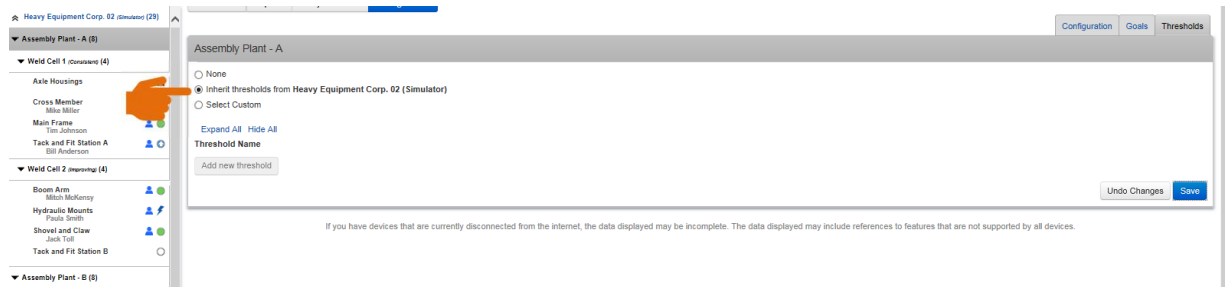 Heavy Equipment Corp. 02 (Simulator) (29)
Assembly Plant - A (8)
Weld Cell 1 (Consistent) (4)
Axle Housings
Cross Member
Mike Miller
Main Frame
Tim Johnson
Tack and Fit Station A
Bill Anderson
Weld Cell 2 (Improving) (4)
Boom Arm
Mitch McKensy
Hydraulic Mounts
Paula Smith
Shovel and Claw
Jack Toll
Tack and Fit Station B
Assembly Plant - B (8)
Configuration Goals Thresholds
Assembly Plant - A
None
Inherit thresholds from Heavy Equipment Corp. 02 (Simulator)
Select Custom
Expand All Hide All
Threshold Name
Add new threshold
Undo Changes Save
If you have devices that are currently disconnected from the internet, the data displayed may be incomplete. The data displayed may include references to features that are not supported by all devices.